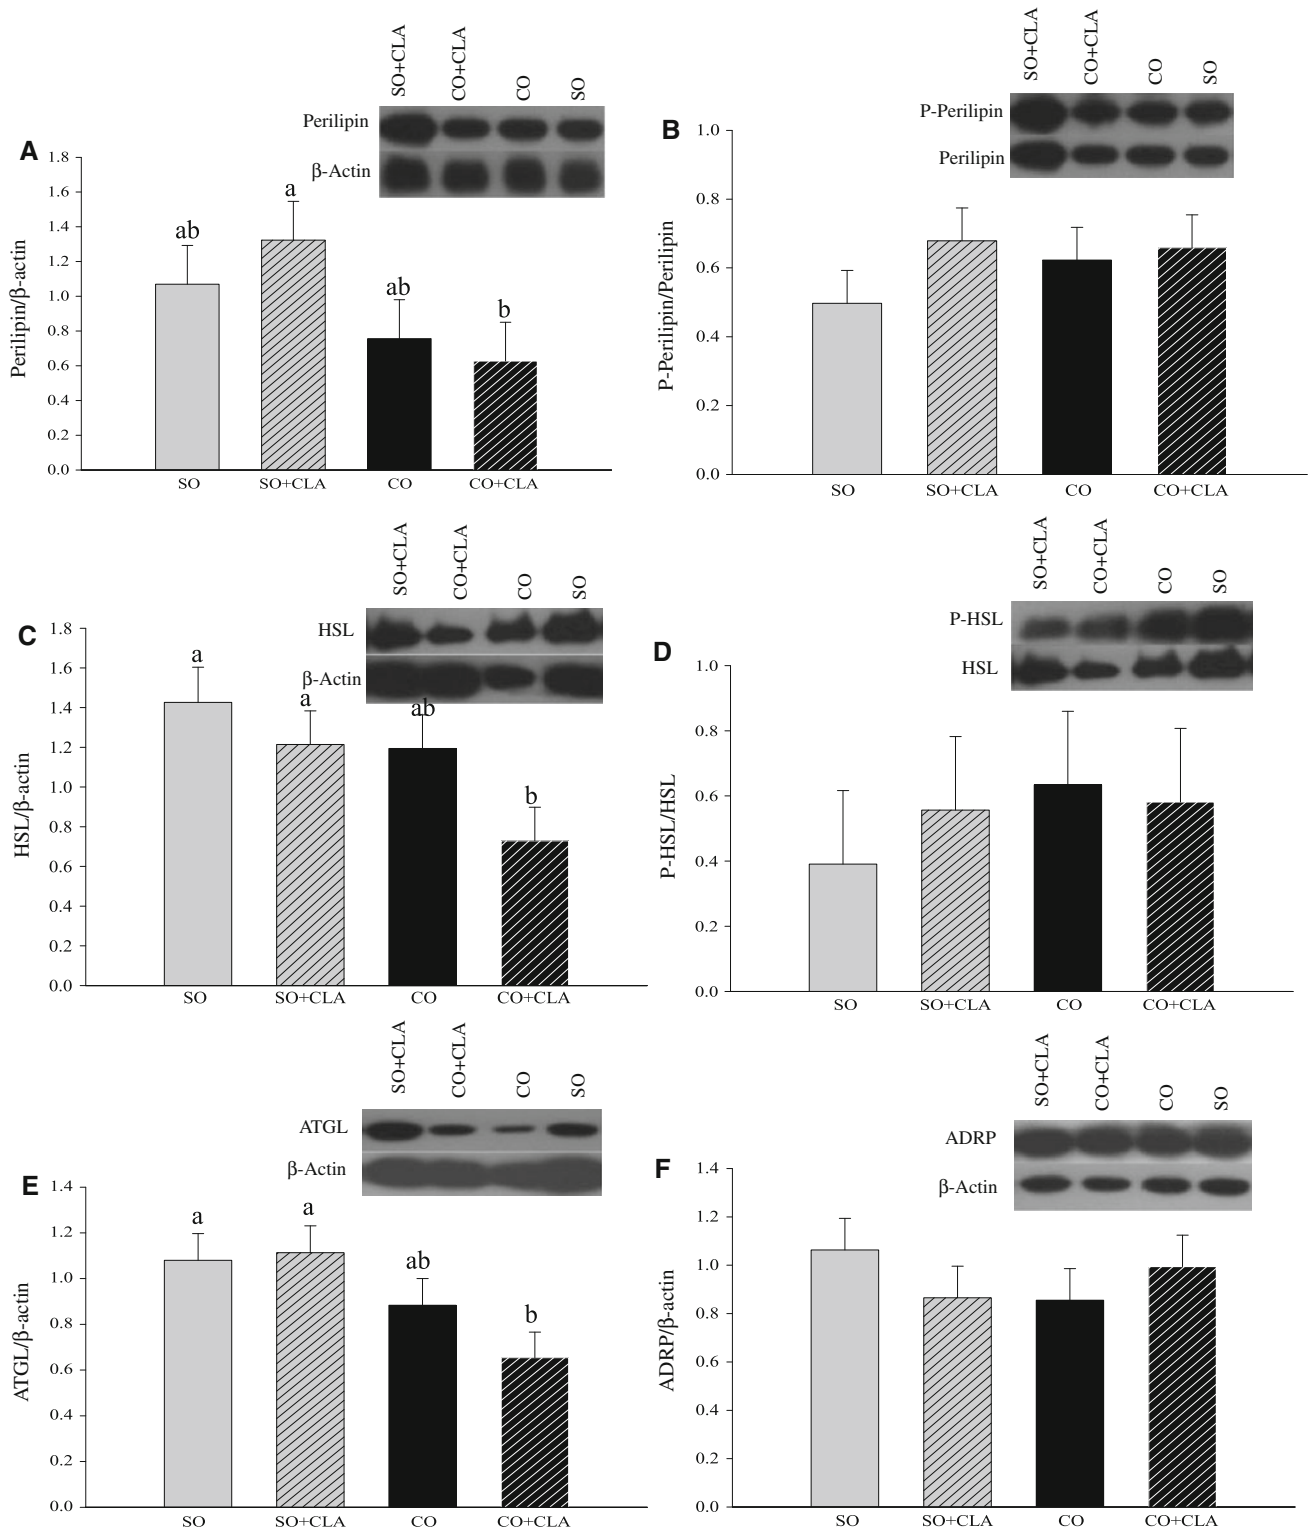 SO+CLA
CO+CLA
CO
SO
Perilipin
β-Actin
A
1.8
1.6
1.4
1.2
1.0
0.8
0.6
0.4
0.2
0.0
Perilipin/β-actin
ab
a
ab
b
SO SO+CLA CO CO+CLA
SO+CLA
CO+CLA
CO
SO
P-Perilipin
Perilipin
B
1.0
0.8
0.6
0.4
0.2
0.0
P-Perilipin/Perilipin
SO SO+CLA CO CO+CLA
SO+CLA
CO+CLA
CO
SO
HSL
β-Actin
C
1.8
1.6
1.4
1.2
1.0
0.8
0.6
0.4
0.2
0.0
HSL/β-actin
a
a
ab
b
SO SO+CLA CO CO+CLA
SO+CLA
CO+CLA
CO
SO
P-HSL
HSL
D
1.0
0.8
0.6
0.4
0.2
0.0
P-HSL/HSL
SO SO+CLA CO CO+CLA
SO+CLA
CO+CLA
CO
SO
ATGL
β-Actin
E
1.4
1.2
1.0
0.8
0.6
0.4
0.2
0.0
ATGL/β-actin
a
a
ab
b
SO SO+CLA CO CO+CLA
SO+CLA
CO+CLA
CO
SO
ADRP
β-Actin
F
1.4
1.2
1.0
0.8
0.6
0.4
0.2
0.0
ADRP/β-actin
SO SO+CLA CO CO+CLA